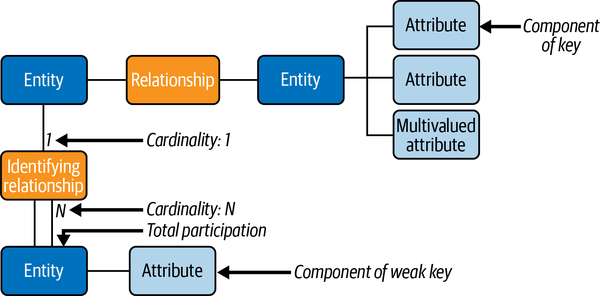 Attribute
Component
of key
Entity
Relationship
Entity
Attribute
Multivalued
attribute
1
Cardinality: 1
Identifying
relationship
N
Cardinality: N
Total participation
Entity
Attribute
Component of weak key